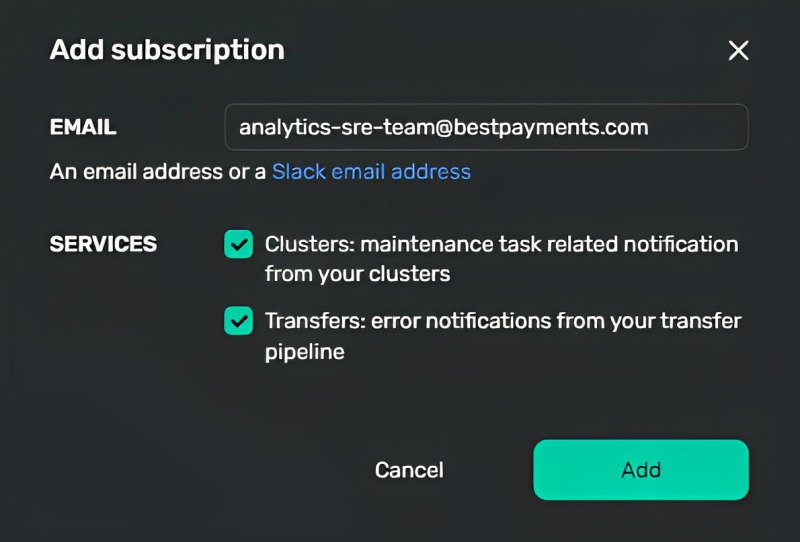 Add subscription
EMAIL
analytics-sre-team@bestpayments.com
An email address or a Slack email address
SERVICES
Clusters: maintenance task related notification
from your clusters
Transfers: error notifications from your transfer
pipeline
Cancel
Add